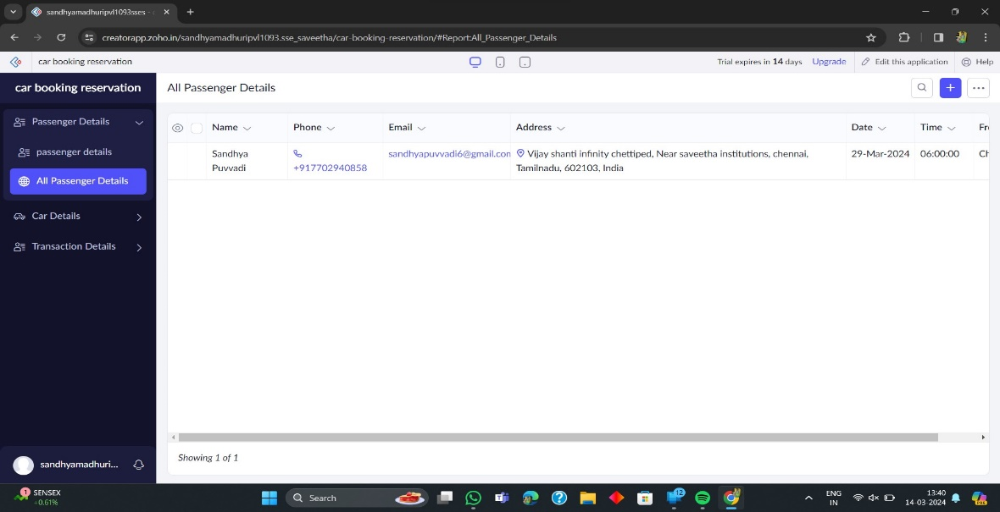 sandhyamadhuripvl1093sses -
creatorapp.zoho.in/sandhyamadhuripvl1093.sse_saveetha/car-booking-reservation/#Report:All_Passenger_Details
car booking reservation
Trial expires in 14 days
Upgrade
Edit this application
Help
car booking reservation
All Passenger Details
Passenger Details
passenger details
All Passenger Details
Car Details
Transaction Details
Name Phone Email Address Date Time Fr
Sandhya Puvvadi
+917702940858
sandhyapuvvadi6@gmail.con
Vijay shanti infinity chettiped, Near saveetha institutions, chennai,
Tamilnadu, 602103, India
29-Mar-2024
06:00:00
Ch
Showing 1 of 1
sandhyamadhuri...
1
SENSEX
+0.61%
Search
12
ENG
IN
13:40
14-03-2024